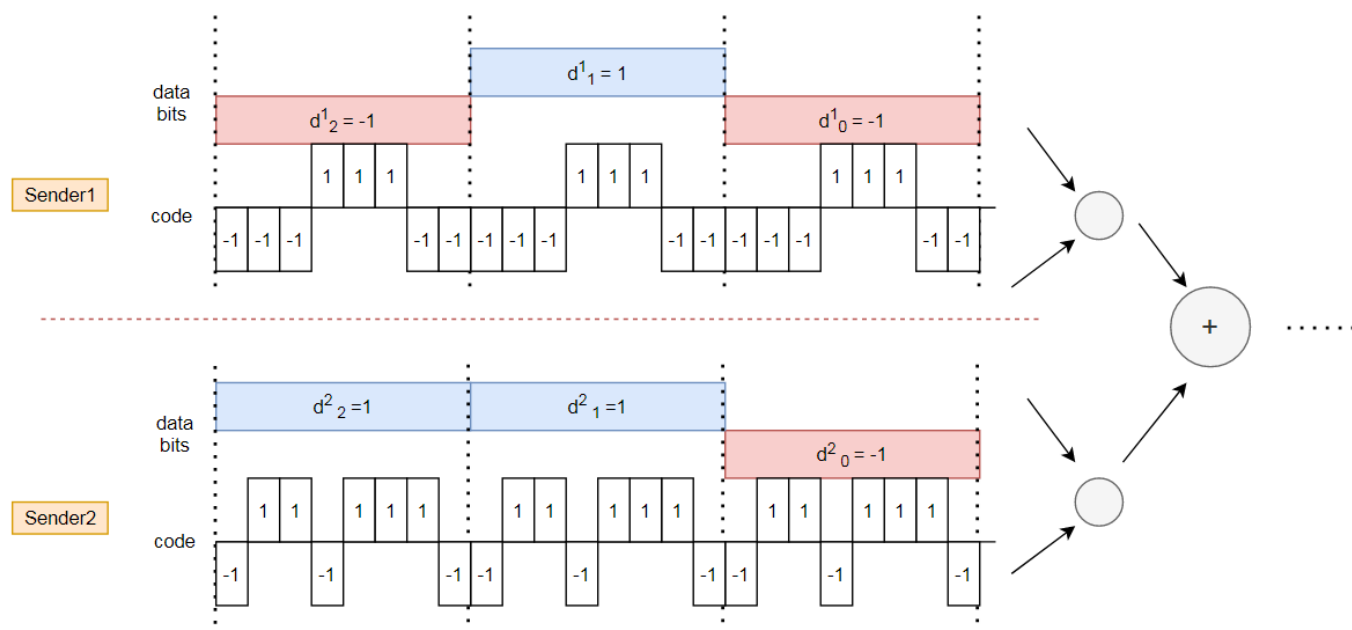 d¹₁ = 1
data
bits
d¹₂ = -1
d¹₀ = -1
1 1 1 1 1 1 1 1 1
Sender1
code
-1 -1 -1 -1 -1 -1 -1 -1 -1 -1 -1 -1 -1 -1 -1
+
d²₂ =1
d²₁ =1
data
bits
d²₀ = -1
1 1 1 1 1 1 1 1 1 1 1 1 1 1 1
Sender2
code
-1 -1 -1 -1 -1 -1 -1 -1 -1